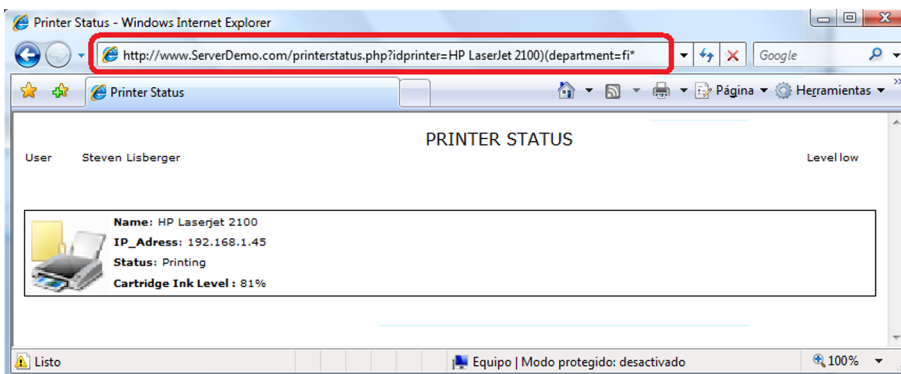 Printer Status - Windows Internet Explorer
http://www.ServerDemo.com/printerstatus.php?idprinter=HP LaserJet 2100)(department=fi*
Google
Printer Status
Página
Herramientas
PRINTER STATUS
User Steven Lisberger Level low
Name: HP Laserjet 2100
IP_Adress: 192.168.1.45
Status: Printing
Cartridge Ink Level : 81%
Listo
Equipo | Modo protegido: desactivado
100%